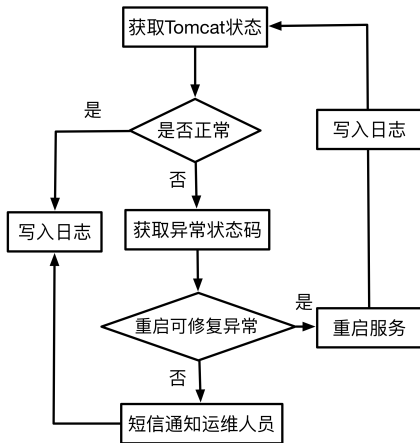 获取Tomcat状态
是
是否正常
写入日志
否
写入日志
获取异常状态码
是
重启可修复异常
重启服务
否
短信通知运维人员